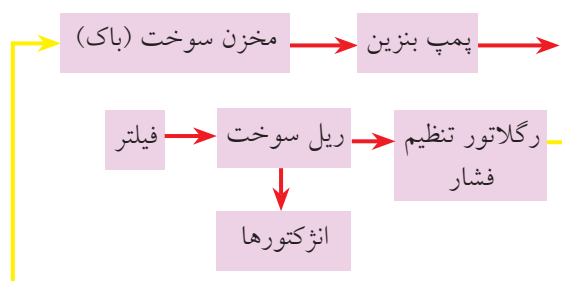 مخزن سوخت (باک)
پمپ بنزین
فیلتر
ریل سوخت
رگلاتور تنظیم
فشار
انژکتورها